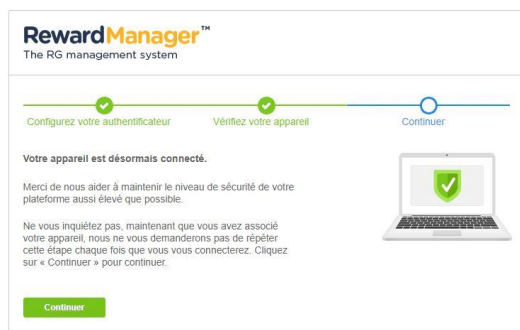 RewardManager™
The RG management system
Configurez votre authentificateur
Vérifiez votre appareil
Continuer
Votre appareil est désormais connecté.
Merci de nous aider à maintenir le niveau de sécurité de votre
plateforme aussi élevé que possible.
Ne vous inquiétez pas, maintenant que vous avez associé
votre appareil, nous ne vous demanderons pas de répéter
cette étape chaque fois que vous vous connecterez. Cliquez
sur « Continuer » pour continuer.
Continuer